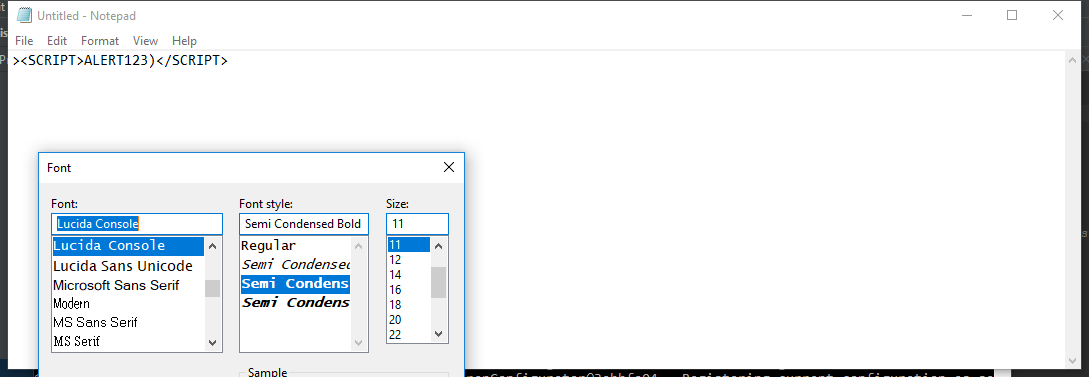 Untitled - Notepad
File Edit Format View Help
><SCRIPT>ALERT123)</SCRIPT>
Font
Font: Font style: Size:
Lucida Console Semi Condensed Bold 11
Lucida Console Regular 11
Lucida Sans Unicode Semi Condensed 12
Microsoft Sans Serif Semi Condens 14
Modern Semi Condens 16
MS Sans Serif 18
MS Serif 20
22
Sample